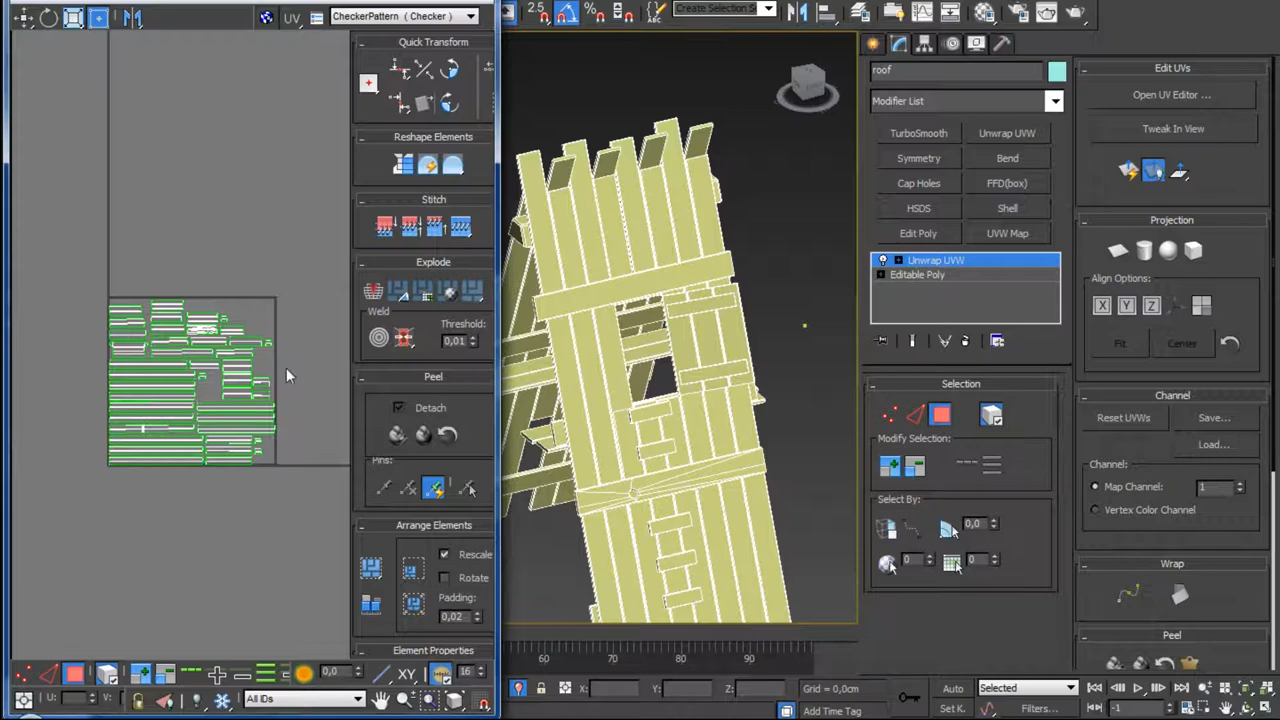 UV
CheckerPattern ( Checker )
Quick Transform
Reshape Elements
Stitch
Explode
Weld
Threshold:
0,01
Peel
Detach
Pins:
Arrange Elements
Rescale
Rotate
Padding:
0,02
Element Properties
0,0
XY
16
U:
V:
All IDs
2.5
%
Create Selection Se
60
70
80
90
100
X:
Y:
Z:
Grid = 0,0cm
Add Time Tag
Auto
Selected
Set K.
Filters...
-1
roof
Modifier List
TurboSmooth
Unwrap UVW
Symmetry
Bend
Cap Holes
FFD(box)
HSDS
Shell
Edit Poly
UVW Map
Unwrap UVW
Editable Poly
Selection
Modify Selection:
Select By:
0,0
0
0
Edit UVs
Open UV Editor ...
Tweak In View
Projection
Align Options:
X
Y
Z
Fit
Center
Channel
Reset UVWs
Save...
Load...
Channel:
Map Channel:
1
Vertex Color Channel
Wrap
Peel